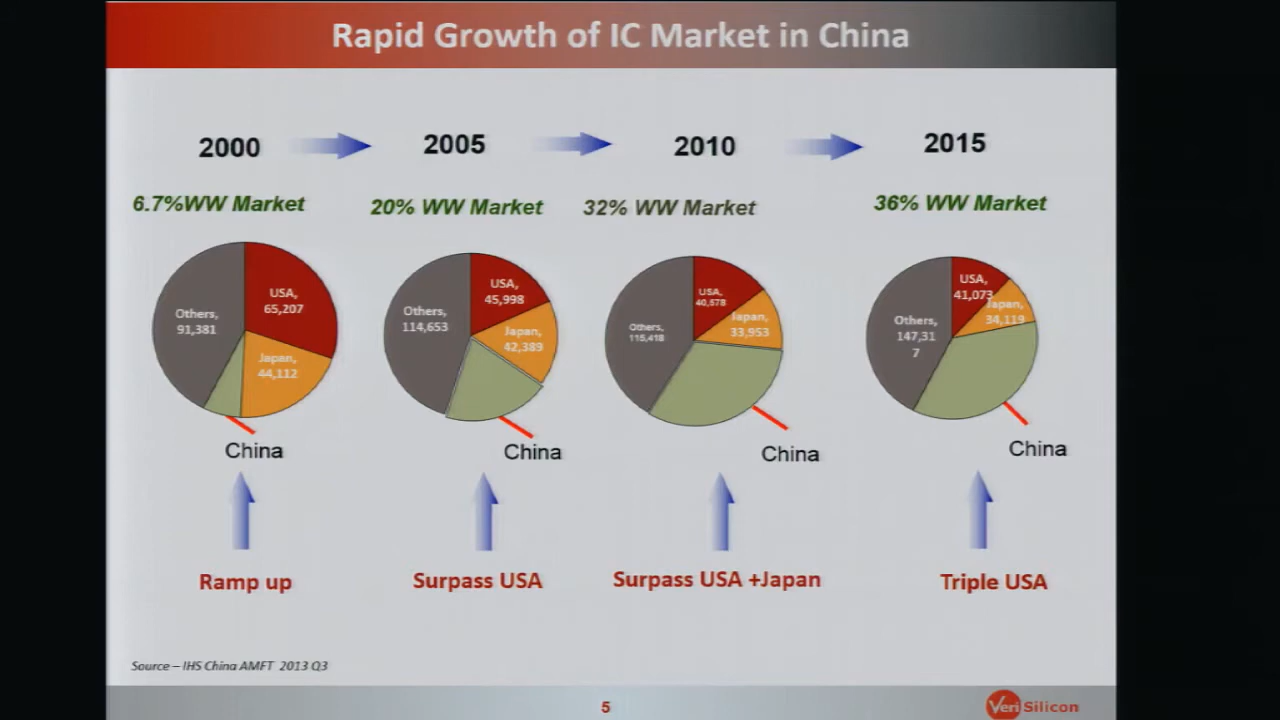 Rapid Growth of IC Market in China
2000
2005
2010
2015
6.7%WW Market
20% WW Market
32% WW Market
36% WW Market
USA,
65,207
Japan,
44,112
Others,
91,381
China
USA,
45,998
Japan,
42,389
Others,
114,653
China
USA,
40,578
Japan,
33,953
Others,
115,418
China
USA,
41,073
Japan,
34,119
Others,
147,31
7
China
Ramp up
Surpass USA
Surpass USA +Japan
Triple USA
Source – IHS China AMFT 2013 Q3
5
VeriSilicon